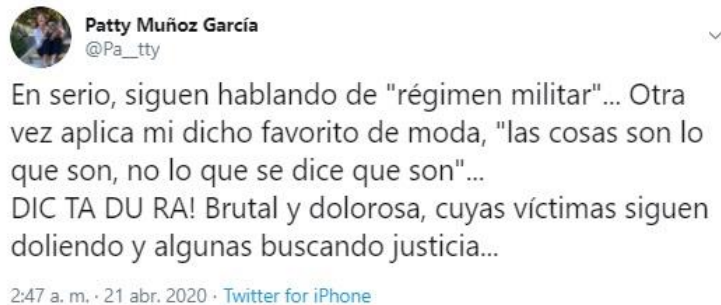 Patty Muñoz García
@Pa__tty
En serio, siguen hablando de "régimen militar"... Otra
vez aplica mi dicho favorito de moda, "las cosas son lo
que son, no lo que se dice que son"...
DIC TA DU RA! Brutal y dolorosa, cuyas víctimas siguen
doliendo y algunas buscando justicia...
2:47 a. m. · 21 abr. 2020 · Twitter for iPhone